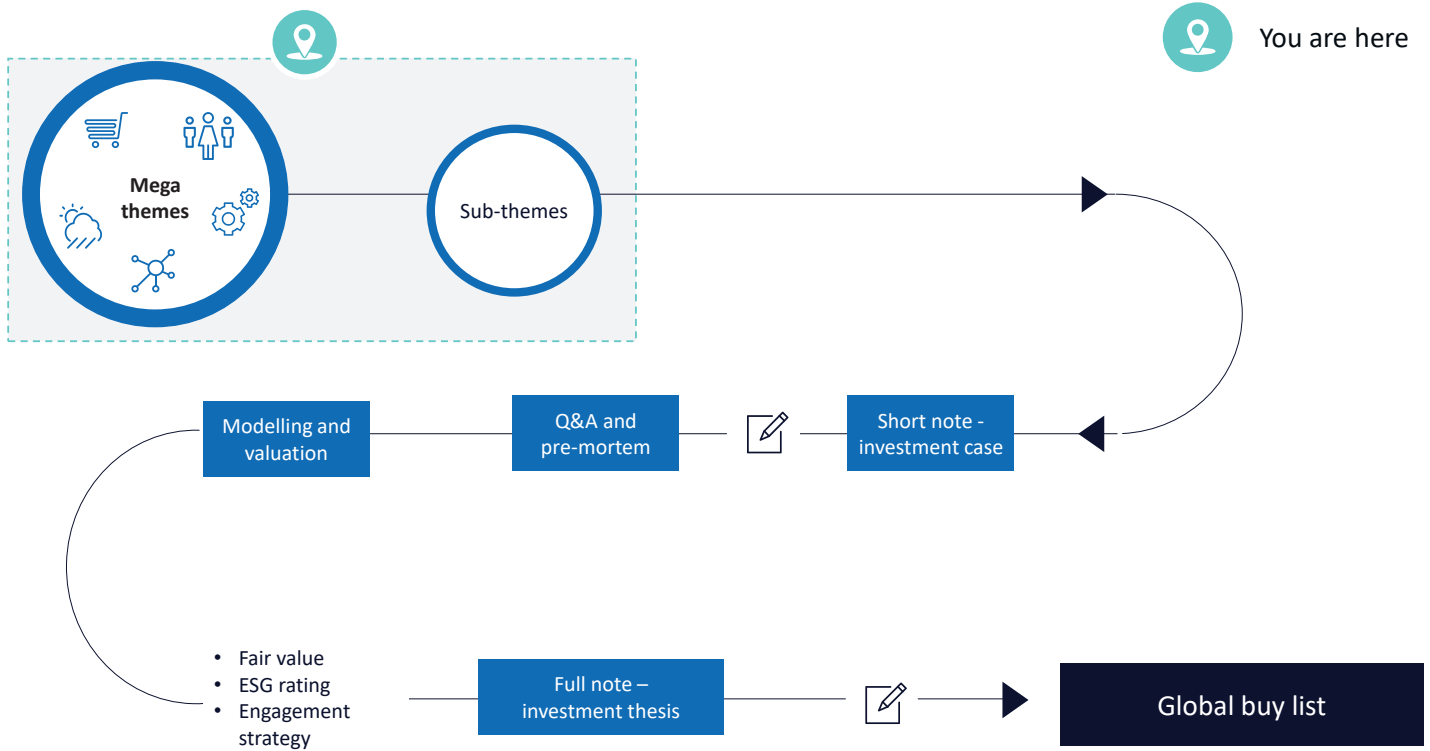 You are here
Mega
themes
Sub-themes
Modelling and
valuation
Q&A and
pre-mortem
Short note -
investment case
• Fair value
• ESG rating
• Engagement
strategy
Full note –
investment thesis
Global buy list